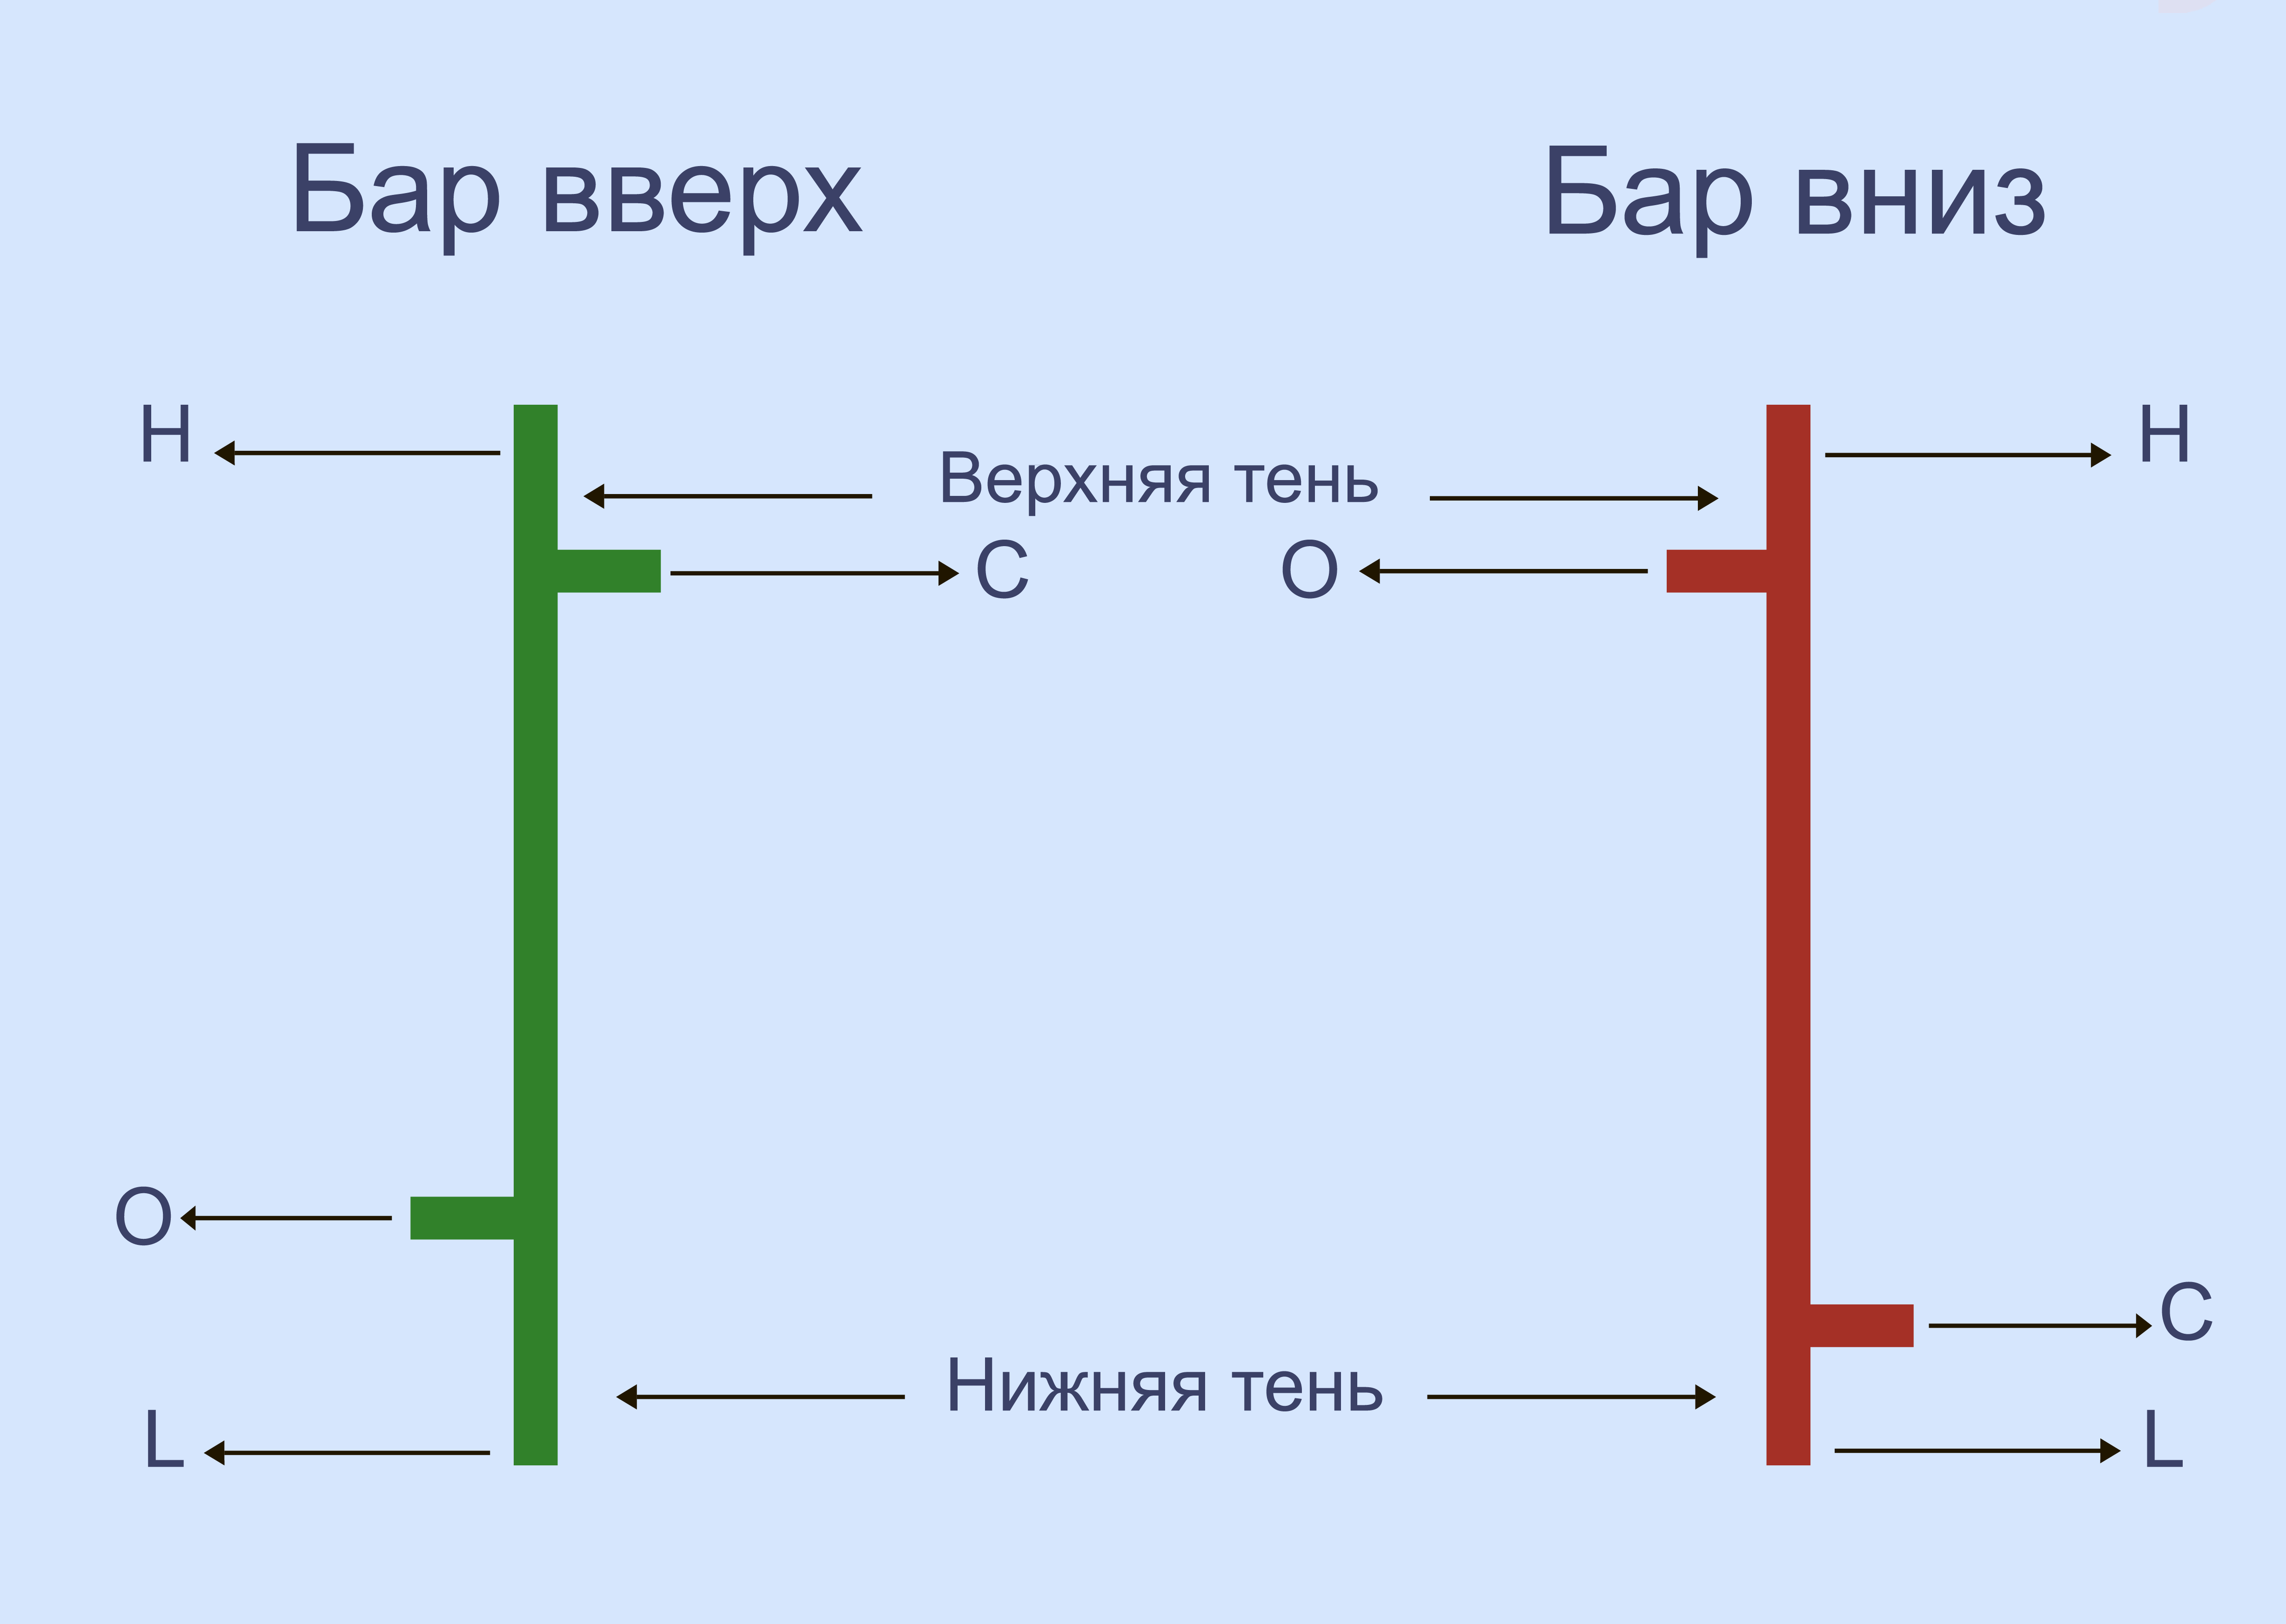 Бар вверх
Бар вниз
H
H
Верхняя тень
C
O
O
C
Нижняя тень
L
L